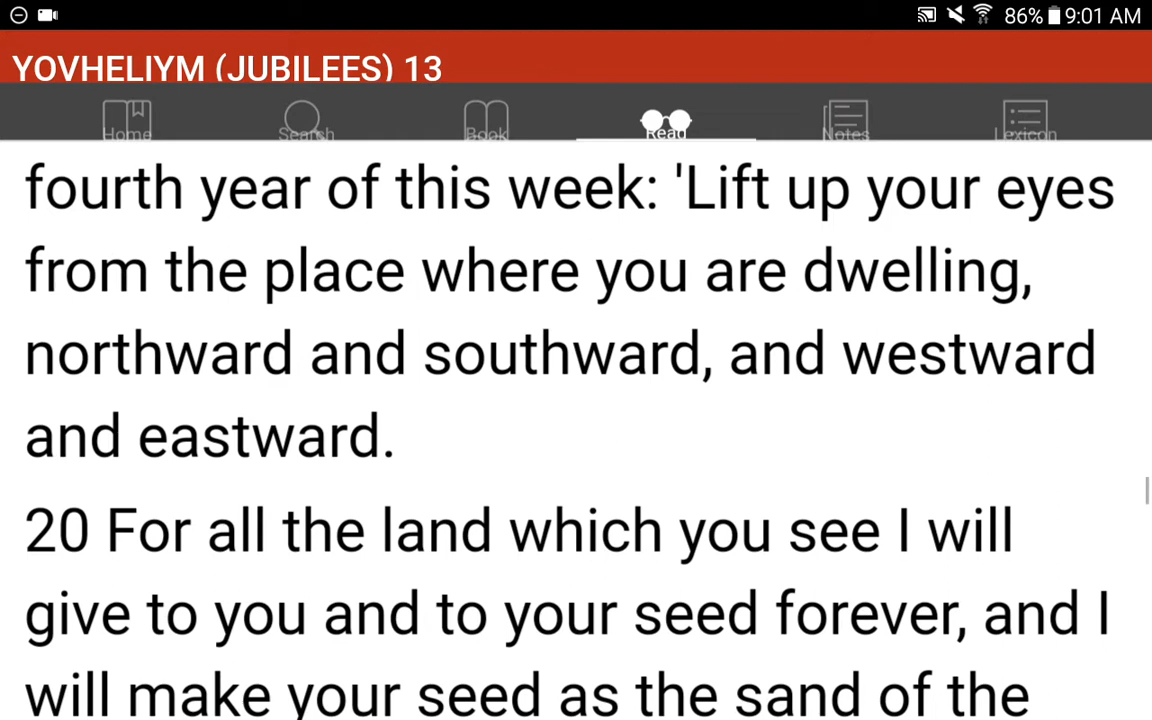 86% 9:01 AM
YOVHELIYM (JUBILEES) 13
Home Search Book Read Notes Lexicon
fourth year of this week: 'Lift up your eyes
from the place where you are dwelling,
northward and southward, and westward
and eastward.
20 For all the land which you see I will
give to you and to your seed forever, and I
will make your seed as the sand of the